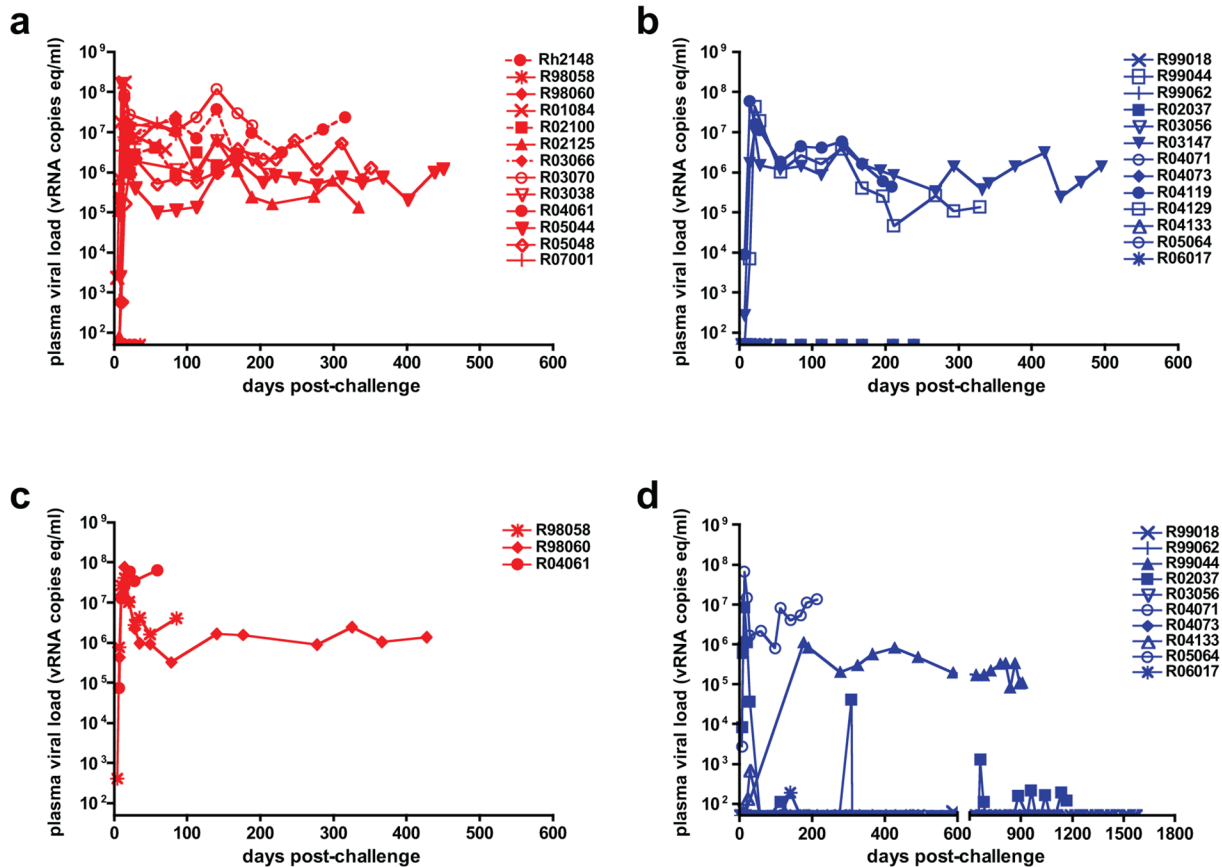 a
plasma viral load (vRNA copies eq/ml)
10⁹
10⁸
10⁷
10⁶
10⁵
10⁴
10³
10²
0 100 200 300 400 500 600
days post-challenge
Rh2148
R98058
R98060
R01084
R02100
R02125
R03066
R03070
R03038
R04061
R05044
R05048
R07001
b
plasma viral load (vRNA copies eq/ml)
10⁹
10⁸
10⁷
10⁶
10⁵
10⁴
10³
10²
0 100 200 300 400 500 600
days post-challenge
R99018
R99044
R99062
R02037
R03056
R03147
R04071
R04073
R04119
R04129
R04133
R05064
R06017
c
plasma viral load (vRNA copies eq/ml)
10⁹
10⁸
10⁷
10⁶
10⁵
10⁴
10³
10²
0 100 200 300 400 500 600
days post-challenge
R98058
R98060
R04061
d
plasma viral load (vRNA copies eq/ml)
10⁹
10⁸
10⁷
10⁶
10⁵
10⁴
10³
10²
0 200 400 600 600 900 1200 1500 1800
days post-challenge
R99018
R99062
R99044
R02037
R03056
R04071
R04073
R04133
R05064
R06017